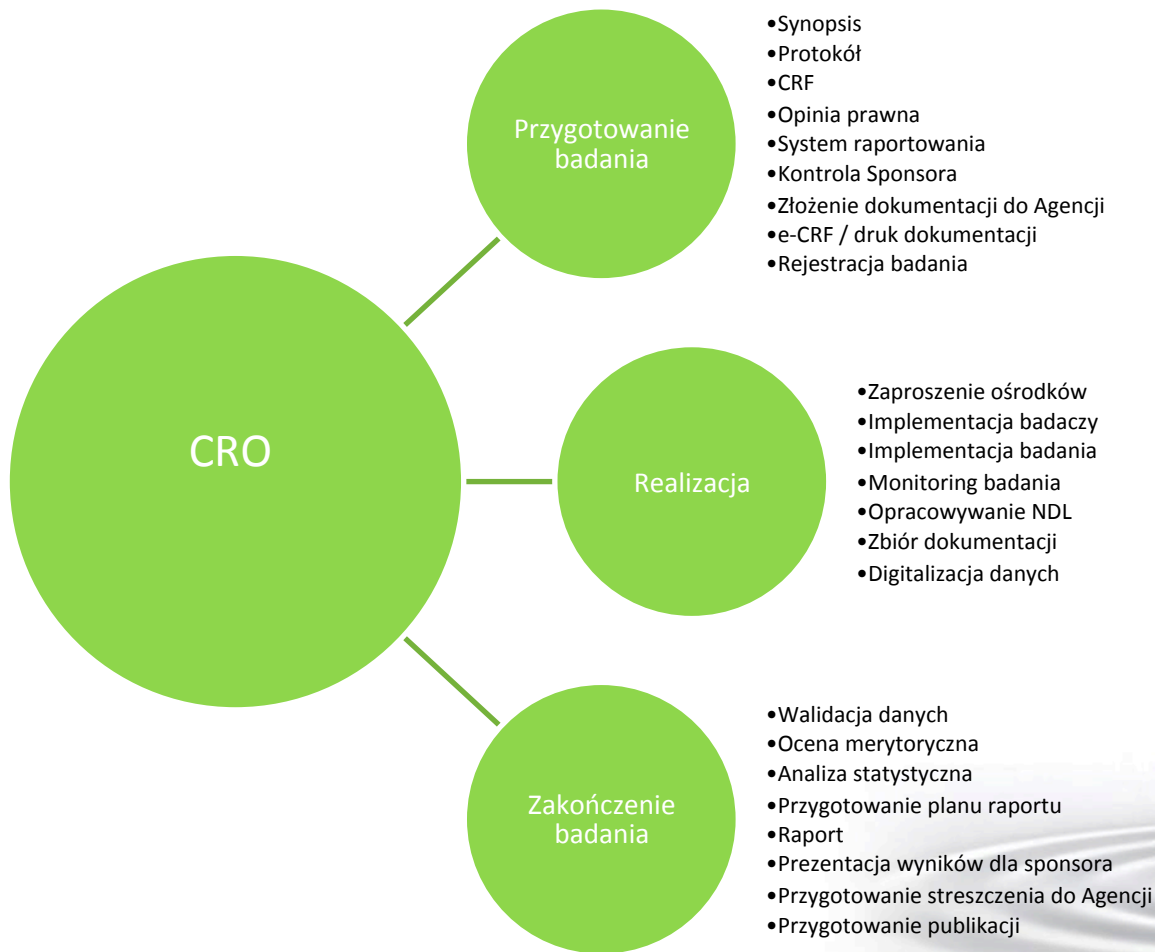 CRO
Przygotowanie
badania
•Synopsis
•Protokół
•CRF
•Opinia prawna
•System raportowania
•Kontrola Sponsora
•Złożenie dokumentacji do Agencji
•e-CRF / druk dokumentacji
•Rejestracja badania
Realizacja
•Zaproszenie ośrodków
•Implementacja badaczy
•Implementacja badania
•Monitoring badania
•Opracowywanie NDL
•Zbiór dokumentacji
•Digitalizacja danych
Zakończenie
badania
•Walidacja danych
•Ocena merytoryczna
•Analiza statystyczna
•Przygotowanie planu raportu
•Raport
•Prezentacja wyników dla sponsora
•Przygotowanie streszczenia do Agencji
•Przygotowanie publikacji